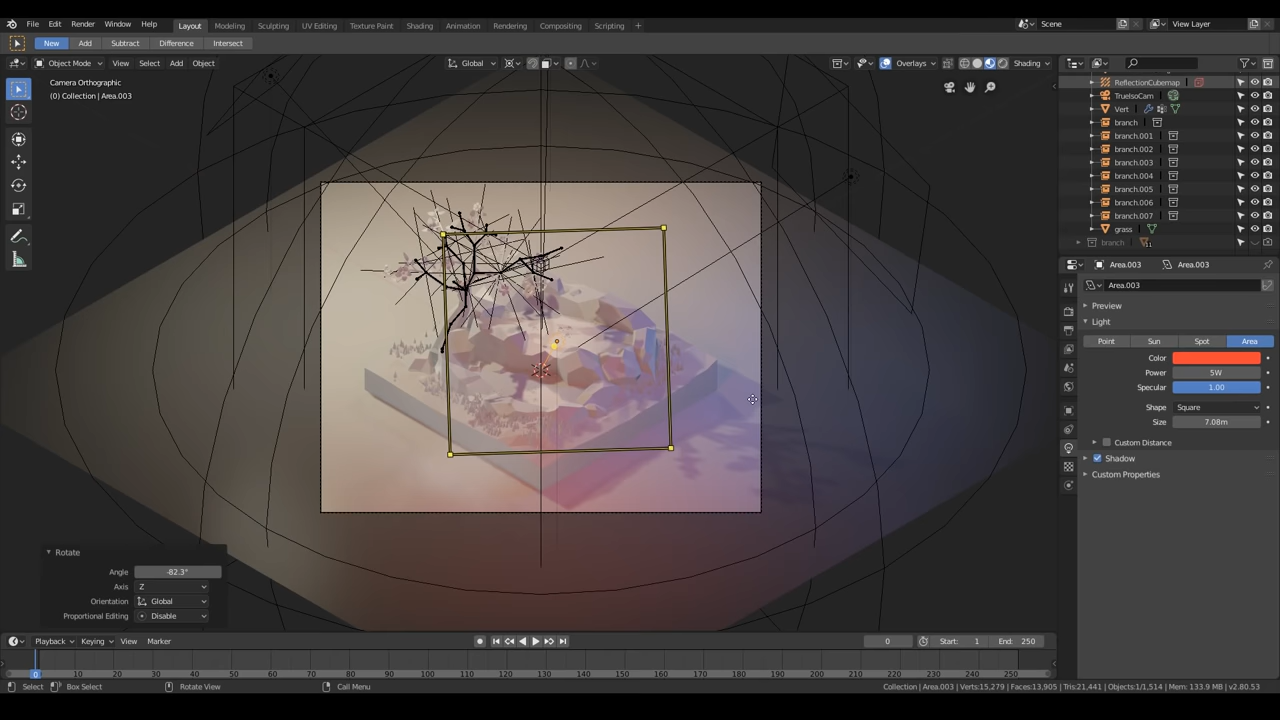 File Edit Render Window Help Layout Modeling Sculpting UV Editing Texture Paint Shading Animation Rendering Compositing Scripting + Scene View Layer
New Add Subtract Difference Intersect
Object Mode View Select Add Object Global Overlays Shading
Camera Orthographic
(0) Collection | Area.003
ReflectionCubemap
TrueIsoCam
Vert
branch
branch.001
branch.002
branch.003
branch.004
branch.005
branch.006
branch.007
grass
branch
Area.003 Area.003
Area.003
Preview
Light
Point Sun Spot Area
Color
Power 5W
Specular 1.00
Shape Square
Size 7.08m
Custom Distance
Shadow
Custom Properties
Rotate
Angle -82.3°
Axis Z
Orientation Global
Proportional Editing Disable
Playback Keying View Marker 0 Start: 1 End: 250
0 10 20 30 40 50 60 70 80 90 100 110 120 130 140 150 160 170 180 190 200 210 220 230 240 250
Select Box Select Rotate View Call Menu Collection | Area.003 | Verts:15,279 | Faces:13,905 | Tris:21,441 | Objects:1/1,514 | Mem: 133.9 MB | v2.80.53